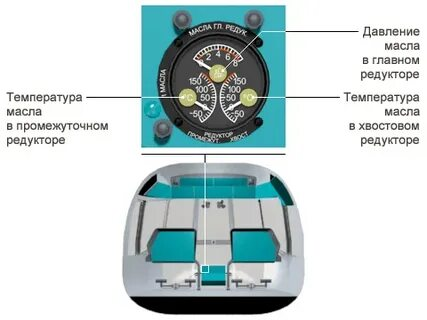 Давление
масла
в главном
редукторе
МАСЛА ГЛ. РЕДУК.
2 4 6
0 8
150 150
100 100
50 50
0 0
-50 -50
°C °C
МАСЛА
РЕДУКТОР
ПРОМЕЖУТ. ХВОСТ.
Температура
масла
в промежуточном
редукторе
Температура
масла
в хвостовом
редукторе